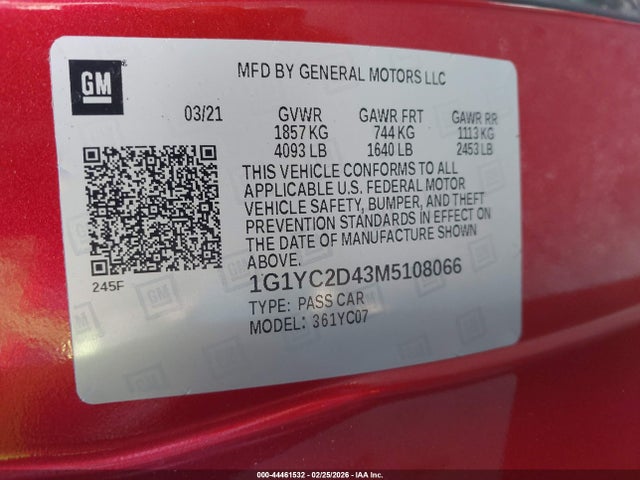 GM
MFD BY GENERAL MOTORS LLC
03/21 GVWR GAWR FRT GAWR RR
1857 KG 744 KG 1113 KG
4093 LB 1640 LB 2453 LB
THIS VEHICLE CONFORMS TO ALL
APPLICABLE U.S. FEDERAL MOTOR
VEHICLE SAFETY, BUMPER, AND THEFT
PREVENTION STANDARDS IN EFFECT ON
THE DATE OF MANUFACTURE SHOWN
ABOVE.
245F
1G1YC2D43M5108066
TYPE: PASS CAR
MODEL: 361YC07
000-44461532 - 02/25/2026 - IAAI, Inc.